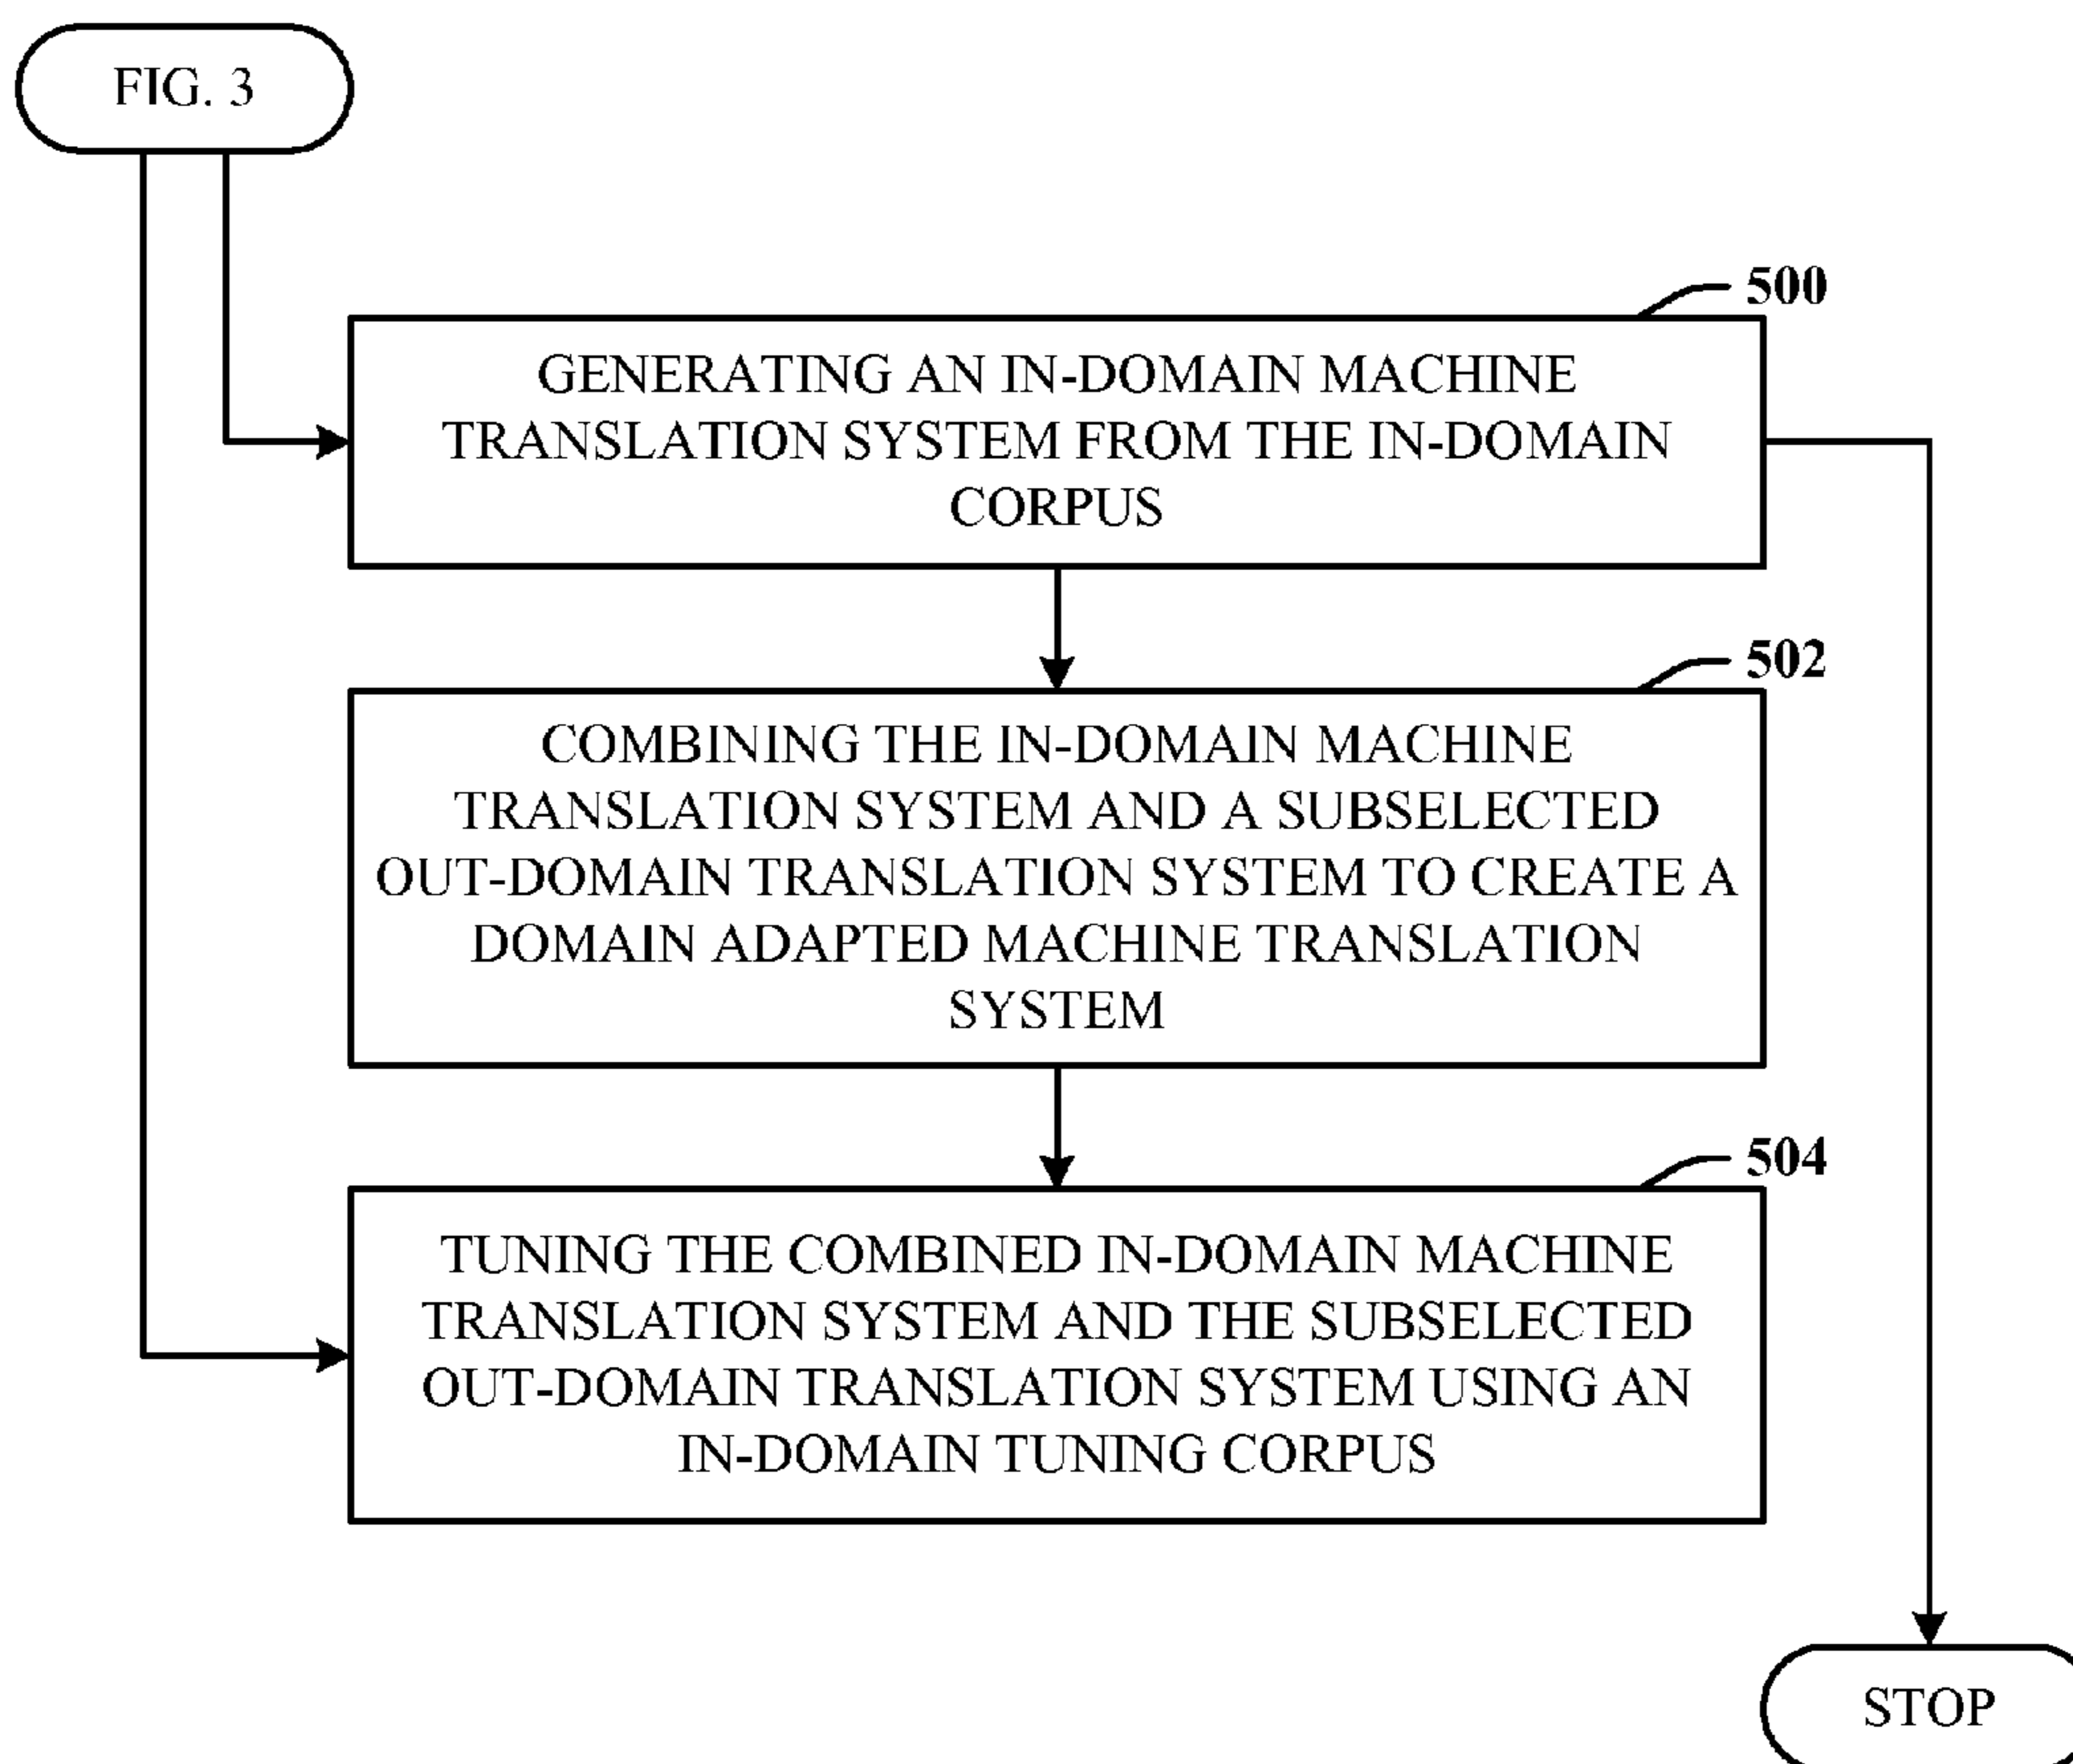 FIG. 3
500
GENERATING AN IN-DOMAIN MACHINE
TRANSLATION SYSTEM FROM THE IN-DOMAIN
CORPUS
502
COMBINING THE IN-DOMAIN MACHINE
TRANSLATION SYSTEM AND A SUBSELECTED
OUT-DOMAIN TRANSLATION SYSTEM TO CREATE A
DOMAIN ADAPTED MACHINE TRANSLATION
SYSTEM
504
TUNING THE COMBINED IN-DOMAIN MACHINE
TRANSLATION SYSTEM AND THE SUBSELECTED
OUT-DOMAIN TRANSLATION SYSTEM USING AN
IN-DOMAIN TUNING CORPUS
STOP